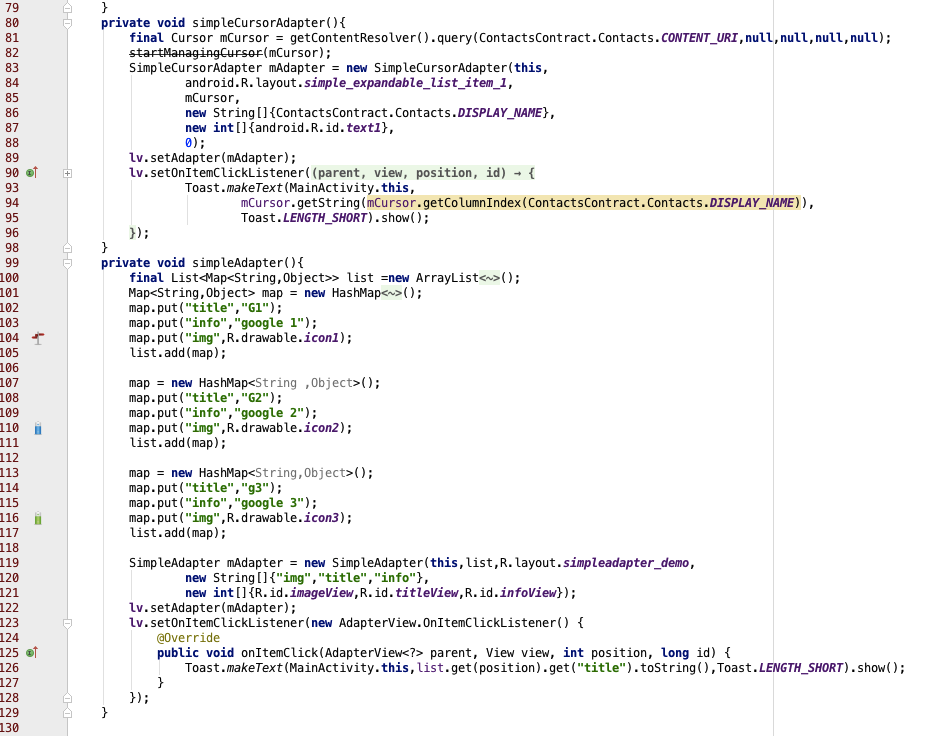 79 }
80 private void simpleCursorAdapter(){
81 final Cursor mCursor = getContentResolver().query(ContactsContract.Contacts.CONTENT_URI,null,null,null,null);
82 startManagingCursor(mCursor);
83 SimpleCursorAdapter mAdapter = new SimpleCursorAdapter(this,
84 android.R.layout.simple_expandable_list_item_1,
85 mCursor,
86 new String[]{ContactsContract.Contacts.DISPLAY_NAME},
87 new int[]{android.R.id.text1},
88 0);
89 lv.setAdapter(mAdapter);
90 lv.setOnItemClickListener((parent, view, position, id) → {
93 Toast.makeText(MainActivity.this,
94 mCursor.getString(mCursor.getColumnIndex(ContactsContract.Contacts.DISPLAY_NAME)),
95 Toast.LENGTH_SHORT).show();
96 });
98 }
99 private void simpleAdapter(){
100 final List<Map<String,Object>> list =new ArrayList<~>();
101 Map<String,Object> map = new HashMap<~>();
102 map.put("title","G1");
103 map.put("info","google 1");
104 map.put("img",R.drawable.icon1);
105 list.add(map);
106
107 map = new HashMap<String ,Object>();
108 map.put("title","G2");
109 map.put("info","google 2");
110 map.put("img",R.drawable.icon2);
111 list.add(map);
112
113 map = new HashMap<String,Object>();
114 map.put("title","g3");
115 map.put("info","google 3");
116 map.put("img",R.drawable.icon3);
117 list.add(map);
118
119 SimpleAdapter mAdapter = new SimpleAdapter(this,list,R.layout.simpleadapter_demo,
120 new String[]{"img","title","info"},
121 new int[]{R.id.imageView,R.id.titleView,R.id.infoView});
122 lv.setAdapter(mAdapter);
123 lv.setOnItemClickListener(new AdapterView.OnItemClickListener() {
124 @Override
125 public void onItemClick(AdapterView<?> parent, View view, int position, long id) {
126 Toast.makeText(MainActivity.this,list.get(position).get("title").toString(),Toast.LENGTH_SHORT).show();
127 }
128 });
129 }
130